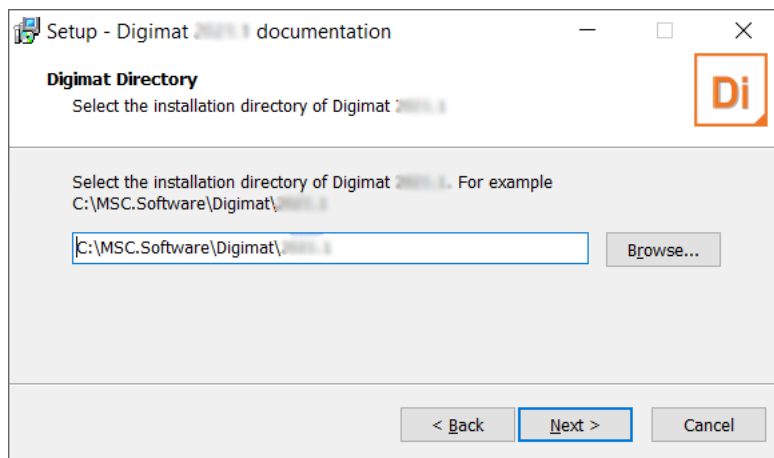 Setup - Digimat documentation
Digimat Directory
Select the installation directory of Digimat
Di
Select the installation directory of Digimat . For example
C:\MSC.Software\Digimat\
C:\MSC.Software\Digimat\
Browse...
< Back
Next >
Cancel